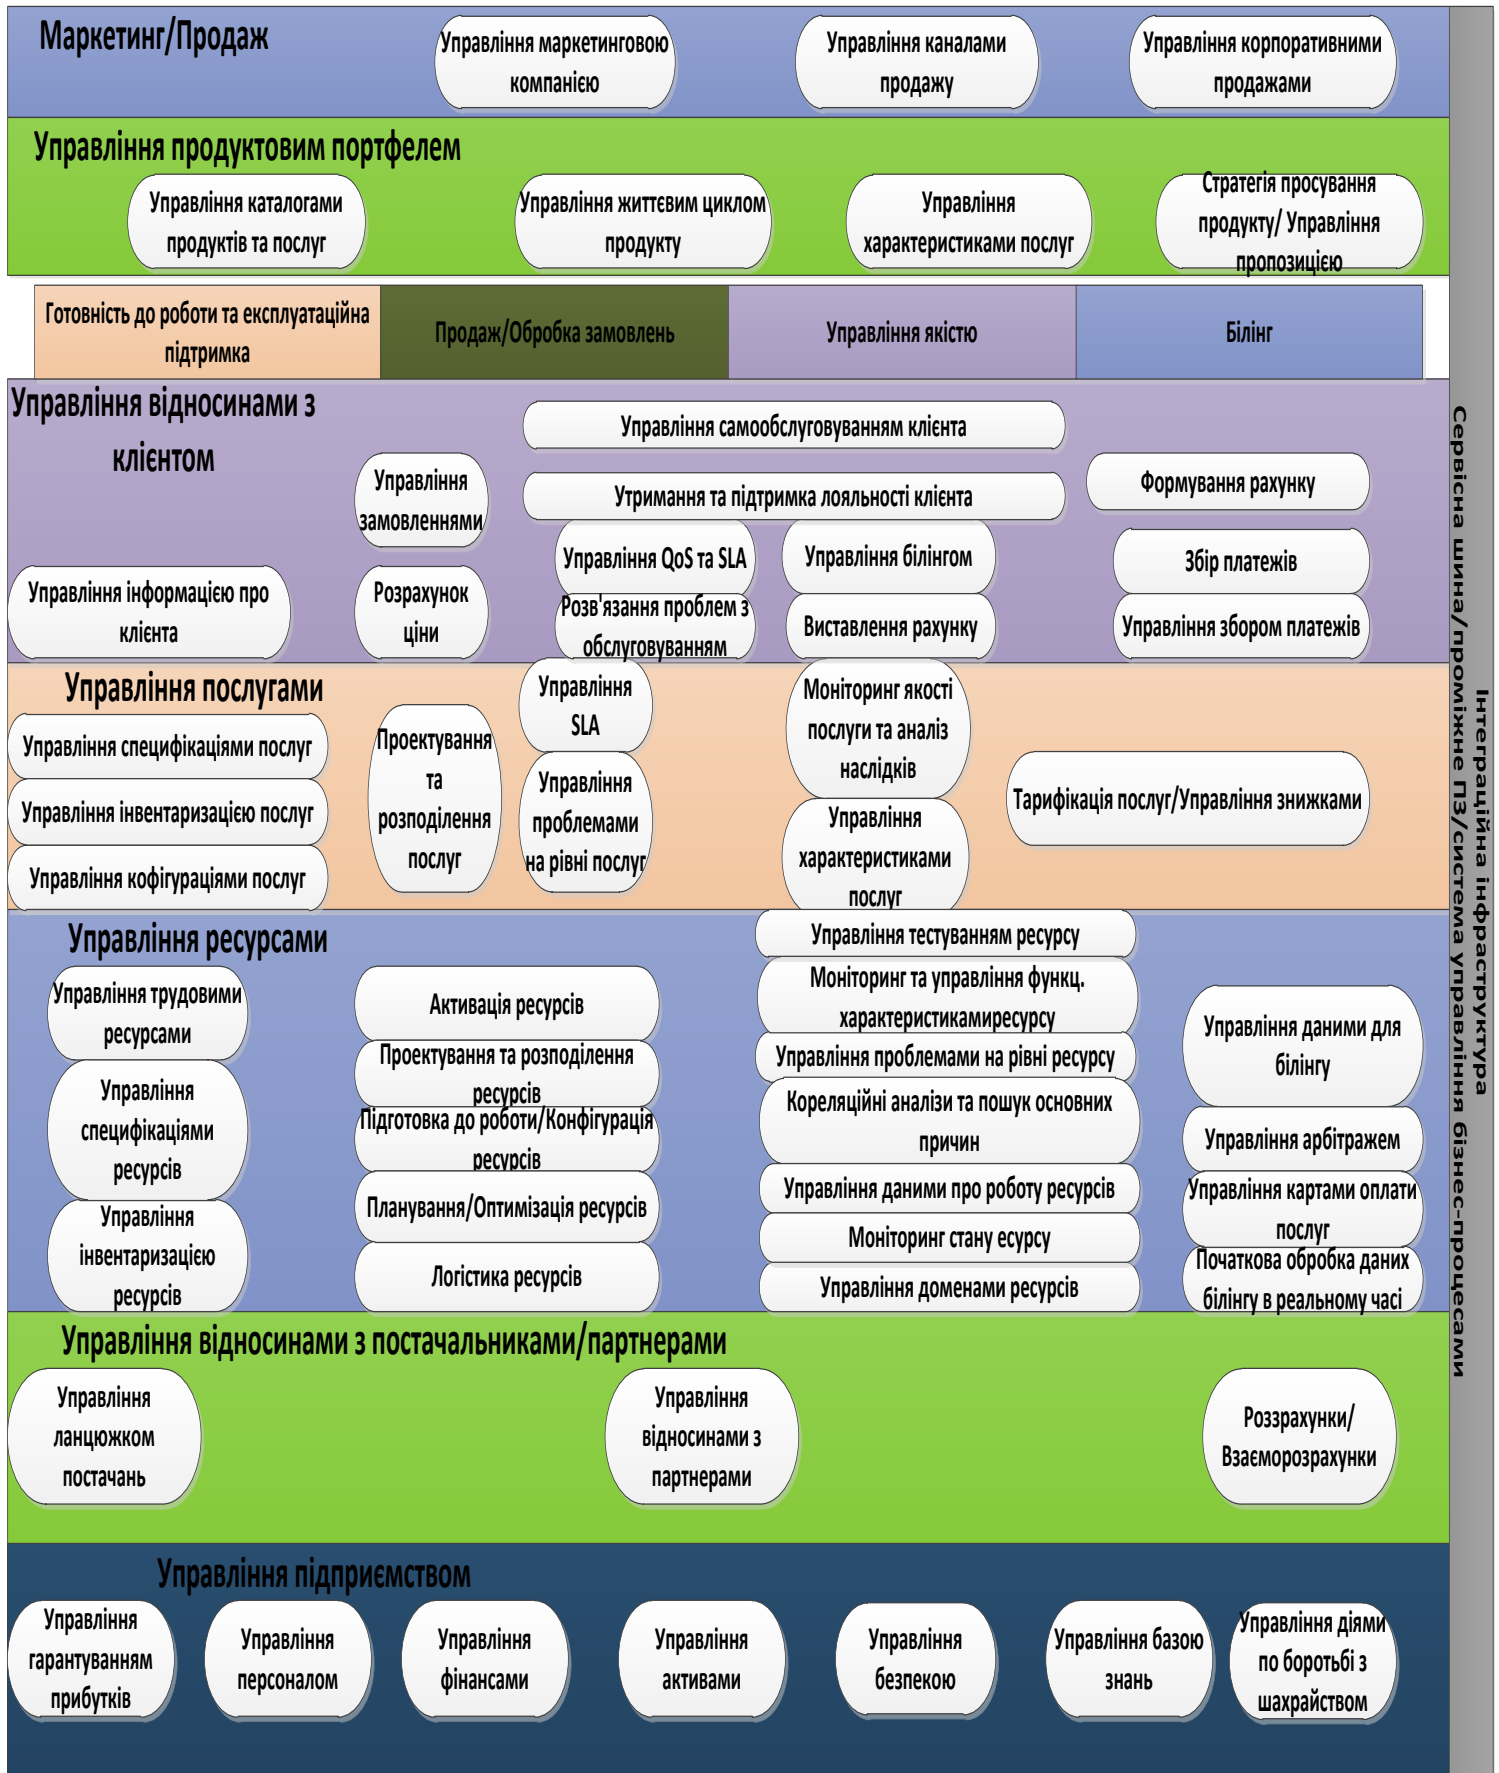 Маркетинг/Продаж
Управління маркетинговою
компанією
Управління каналами
продажу
Управління корпоративними
продажами
Управління продуктовим портфелем
Управління каталогами
продуктів та послуг
Управління життєвим циклом
продукту
Управління
характеристиками послуг
Стратегія просування
продукту/ Управління
пропозицією
Готовність до роботи та експлуатаційна
підтримка
Продаж/Обробка замовлень
Управління якістю
Білінг
Управління відносинами з
клієнтом
Управління самообслуговуванням клієнта
Утримання та підтримка лояльності клієнта
Управління
замовленнями
Формування рахунку
Управління QoS та SLA
Управління білінгом
Збір платежів
Управління інформацією про
клієнта
Розрахунок
ціни
Розв'язання проблем з
обслуговуванням
Виставлення рахунку
Управління збором платежів
Управління послугами
Управління специфікаціями послуг
Управління інвентаризацією послуг
Управління кофігураціями послуг
Проектування
та
розподілення
послуг
Управління
SLA
Управління
проблемами
на рівні послуг
Моніторинг якості
послуги та аналіз
наслідків
Управління
характеристиками
послуг
Тарифікація послуг/Управління знижками
Управління ресурсами
Управління трудовими
ресурсами
Управління
специфікаціями
ресурсів
Управління
інвентаризацією
ресурсів
Активація ресурсів
Проектування та розподілення
ресурсів
Підготовка до роботи/Конфігурація
ресурсів
Планування/Оптимізація ресурсів
Логістика ресурсів
Управління тестуванням ресурсу
Моніторинг та управління функц.
характеристикамиресурсу
Управління проблемами на рівні ресурсу
Кореляційні аналізи та пошук основних
причин
Управління даними про роботу ресурсів
Моніторинг стану есурсу
Управління доменами ресурсів
Управління даними для
білінгу
Управління арбітражем
Управління картами оплати
послуг
Початкова обробка даних
білінгу в реальному часі
Управління відносинами з постачальниками/партнерами
Управління
ланцюжком
постачань
Управління
відносинами з
партнерами
Роззрахунки/
Взаєморозрахунки
Управління підприємством
Управління
гарантуванням
прибутків
Управління
персоналом
Управління
фінансами
Управління
активами
Управління
безпекою
Управління базою
знань
Управління діями
по боротьбі з
шахрайством
Інтеграційна інфраструктура
Сервісна шина/проміжне ПЗ/система управління бізнес-процесами